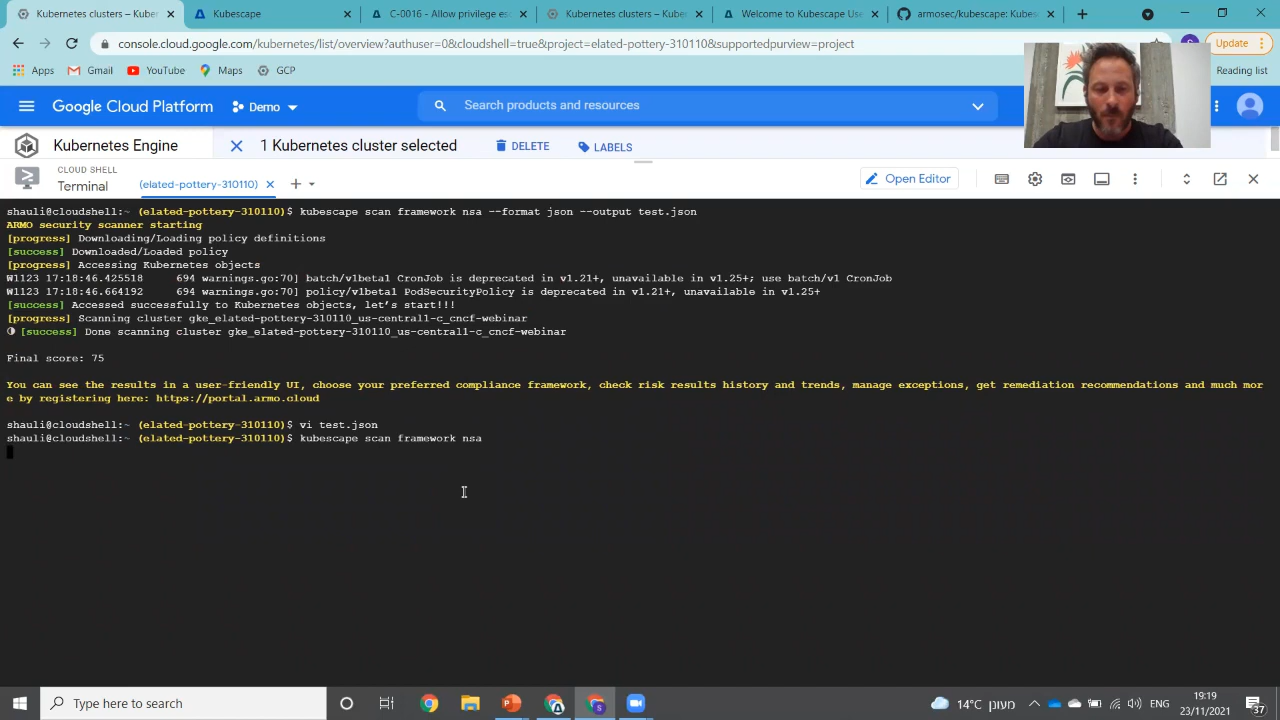 Kubernetes clusters – Kubern
Kubescape
C-0016 - Allow privilege esc
Kubernetes clusters – Kubern
Welcome to Kubescape Use
armosec/kubescape: Kubes
console.cloud.google.com/kubernetes/list/overview?authuser=0&cloudshell=true&project=elated-pottery-310110&supportedpurview=project
Update
Apps
Gmail
YouTube
Maps
GCP
Reading list
Google Cloud Platform
Demo
Search products and resources
Kubernetes Engine
1 Kubernetes cluster selected
DELETE
LABELS
CLOUD SHELL
Terminal
(elated-pottery-310110)
Open Editor
shauli@cloudshell:~ (elated-pottery-310110)$ kubescape scan framework nsa --format json --output test.json
ARMO security scanner starting
[progress] Downloading/Loading policy definitions
[success] Downloaded/Loaded policy
[progress] Accessing Kubernetes objects
W1123 17:18:46.425518     694 warnings.go:70] batch/v1beta1 CronJob is deprecated in v1.21+, unavailable in v1.25+; use batch/v1 CronJob
W1123 17:18:46.664192     694 warnings.go:70] policy/v1beta1 PodSecurityPolicy is deprecated in v1.21+, unavailable in v1.25+
[success] Accessed successfully to Kubernetes objects, let’s start!!!
[progress] Scanning cluster gke_elated-pottery-310110_us-central1-c_cncf-webinar
[success] Done scanning cluster gke_elated-pottery-310110_us-central1-c_cncf-webinar
Final score: 75
You can see the results in a user-friendly UI, choose your preferred compliance framework, check risk results history and trends, manage exceptions, get remediation recommendations and much mor
e by registering here: https://portal.armo.cloud
shauli@cloudshell:~ (elated-pottery-310110)$ vi test.json
shauli@cloudshell:~ (elated-pottery-310110)$ kubescape scan framework nsa
Type here to search
14°C מעונן
ENG
19:19
23/11/2021
37